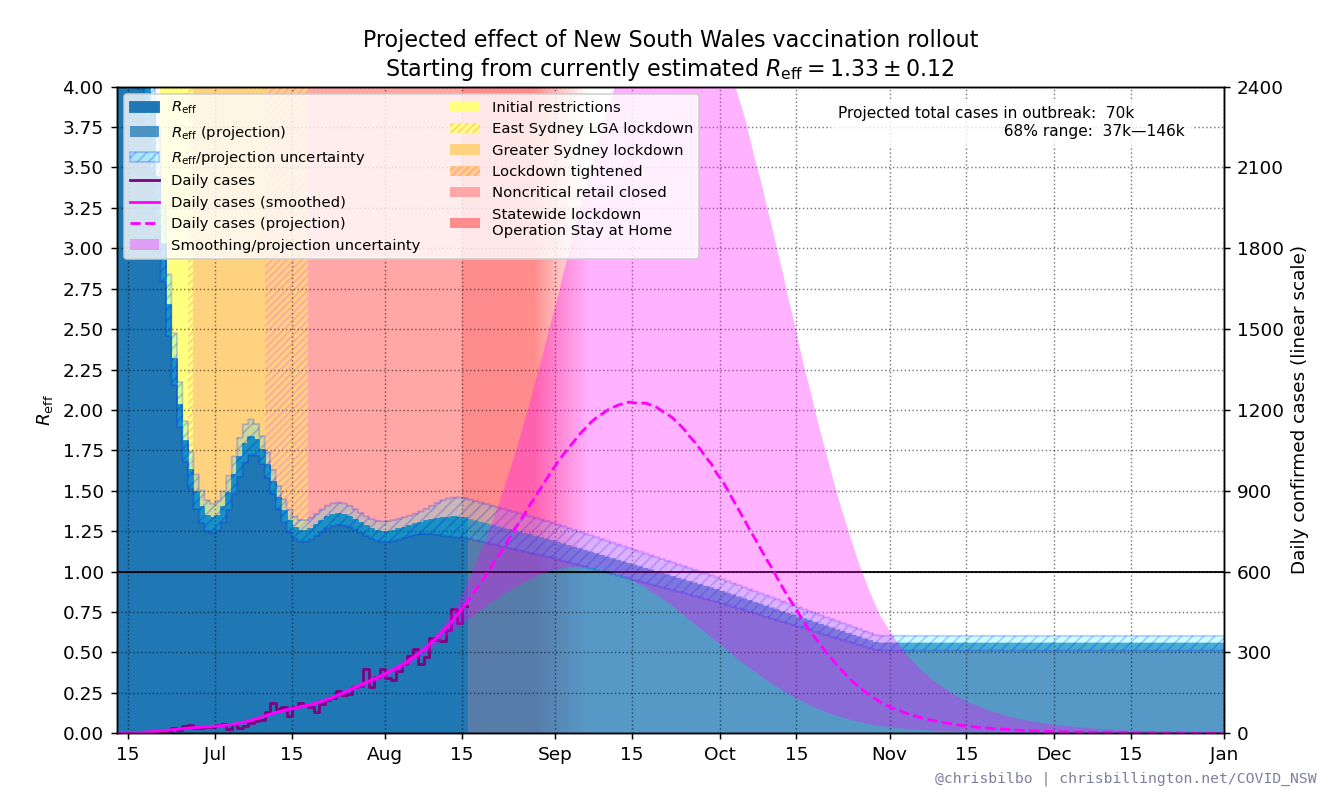 Projected effect of New South Wales vaccination rollout
Starting from currently estimated R_eff = 1.33 ± 0.12
R_eff
R_eff (projection)
R_eff/projection uncertainty
Daily cases
Daily cases (smoothed)
Daily cases (projection)
Smoothing/projection uncertainty
Initial restrictions
East Sydney LGA lockdown
Greater Sydney lockdown
Lockdown tightened
Noncritical retail closed
Statewide lockdown
Operation Stay at Home
Projected total cases in outbreak: 70k
68% range: 37k—146k
R_eff
4.00
3.75
3.50
3.25
3.00
2.75
2.50
2.25
2.00
1.75
1.50
1.25
1.00
0.75
0.50
0.25
0.00
2400
2100
1800
1500
1200
900
600
300
0
Daily confirmed cases (linear scale)
15 Jul 15 Aug 15 Sep 15 Oct 15 Nov 15 Dec 15 Jan
@chrisbilbo | chrisbillington.net/COVID_NSW